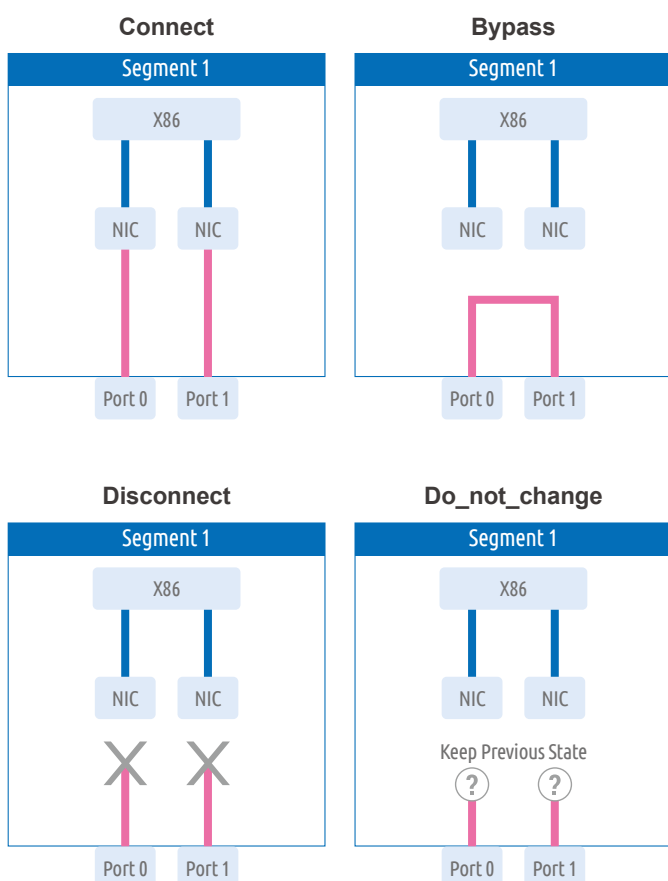 Connect
Segment 1
X86
NIC NIC
Port 0 Port 1
Bypass
Segment 1
X86
NIC NIC
Port 0 Port 1
Disconnect
Segment 1
X86
NIC NIC
X X
Port 0 Port 1
Do_not_change
Segment 1
X86
NIC NIC
Keep Previous State
? ?
Port 0 Port 1